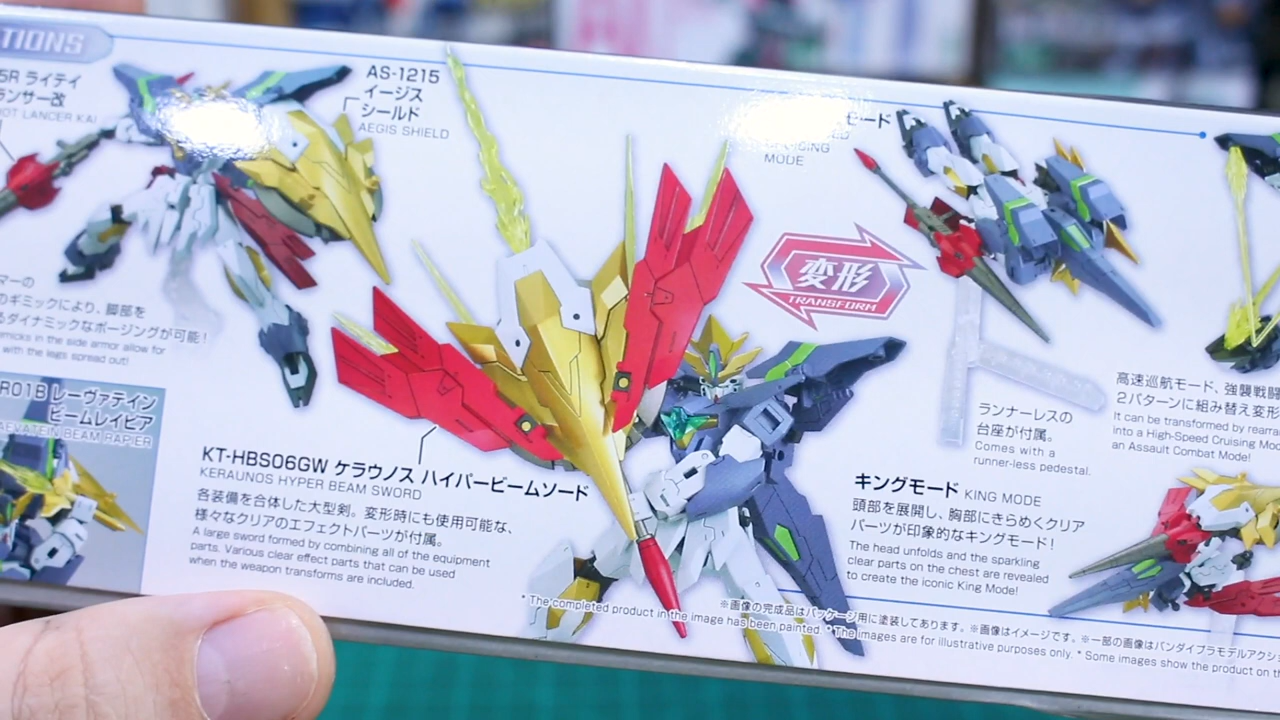 TIONS
5R ライティ
ランサー改
OT LANCER KAI
AS-1215
イージス
シールド
AEGIS SHIELD
マーの
のギミックにより、脚部を
るダイナミックなポージングが可能!
mmicks in the side armor allow for
with the legs spread out)
R01B レーヴァテイン
ビームレイピア
AEVATEIN BEAM RAPIER
KT-HBS06GW ケラウノス ハイパービームソード
KERAUNOS HYPER BEAM SWORD
各装備を合体した大型剣。変形時にも使用可能な、
様々なクリアのエフェクトパーツが付属。
A large sword formed by combining all of the equipment
parts. Various clear effect parts that can be used
when the weapon transforms are included.
モード
ISING
MODE
変形
TRANSFORM
ランナーレスの
台座が付属。
Comes with a
runner-less pedestal.
高速巡航モード、強襲戦闘
2パターンに組み替え変形
It can be transformed by rearra
into a High-Speed Cruising Mod
an Assault Combat Mode!
キングモード KING MODE
頭部を展開し、胸部にきらめくクリア
パーツが印象的なキングモード!
The head unfolds and the sparkling
clear parts on the chest are revealed
to create the iconic King Mode!
※画像の完成品はパッケージ用に塗装してあります。※画像はイメージです。※一部の画像はバンダイプラモデルアクシ
* The completed product in the image has been painted. * The images are for illustrative purposes only. * Some images show the product on th